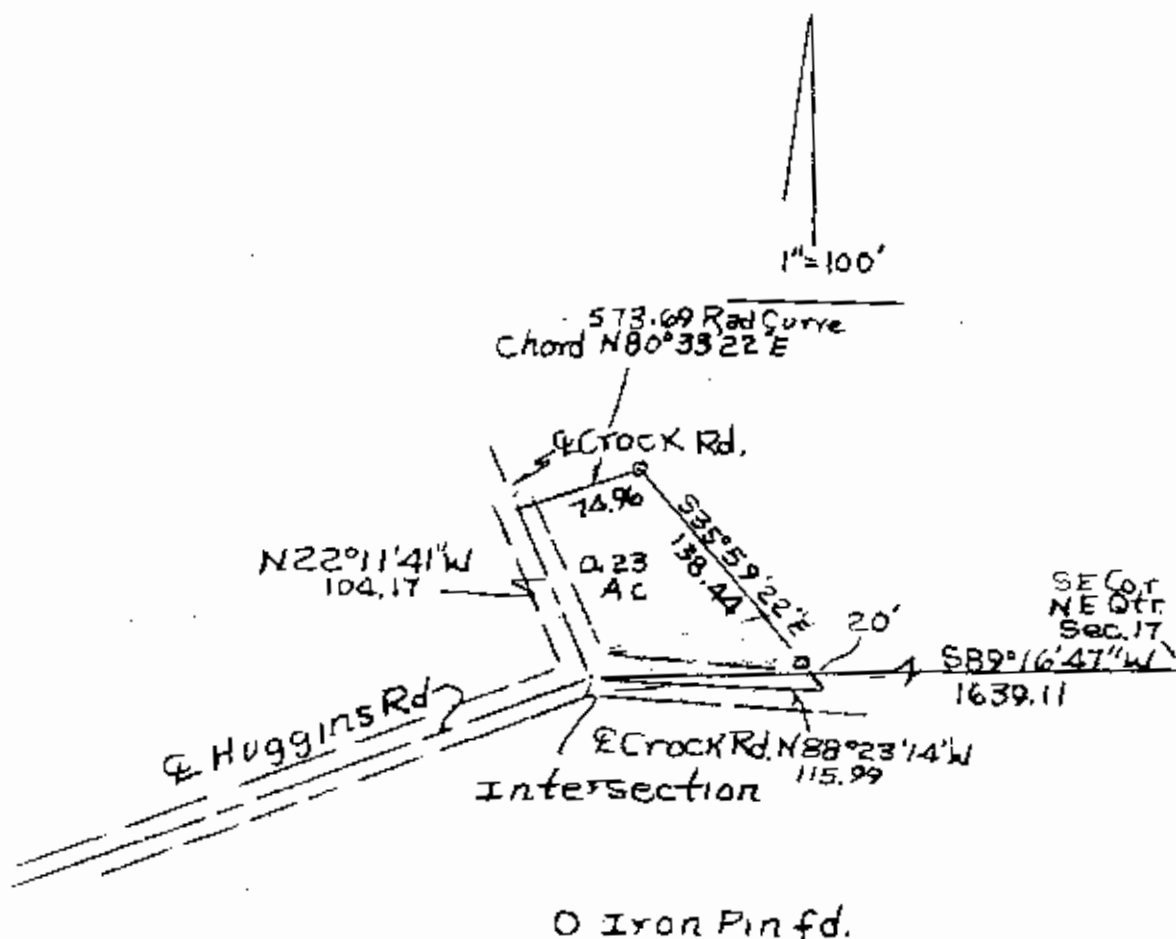 1"=100'
573.69 Rad Curve
Chord N80°33'22"E
℄ Crock Rd.
74.96
S35°59'22"E
138.44
N22°11'41"W
104.17
0.23
Ac
20'
SE Cor
NE Qtr.
Sec. 17
S89°16'47"W
1639.11
℄ Huggins Rd
℄ Crock Rd. N88°23'14"W
115.99
Intersection
O Iron Pin fd.